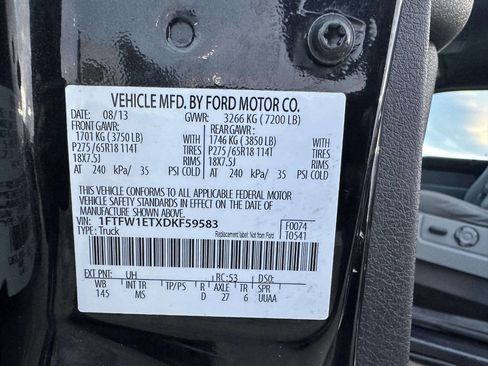 VEHICLE MFD. BY FORD MOTOR CO.
DATE: 08/13 GVWR: 3266 KG ( 7200 LB)
FRONT GAWR: REAR GAWR:
1701 KG ( 3750 LB) 1746 KG ( 3850 LB)
P275/65R18 114T TIRES P275/65R18 114T TIRES
18X7.5J RIMS 18X7.5J RIMS
AT 240 kPa/ 35 PSI COLD AT 240 kPa/ 35 PSI COLD
THIS VEHICLE CONFORMS TO ALL APPLICABLE FEDERAL MOTOR
VEHICLE SAFETY STANDARDS IN EFFECT ON THE DATE OF
MANUFACTURE SHOWN ABOVE.
VIN: 1FTFW1ETXDKF59583 F0074
TYPE: Truck Replacement label: Not Ford T0541
EXT PNT: UH RC: 53 DSO:
WB INT TR TP/PS R AXLE TR SPR
145 MS D 27 6 UUAA